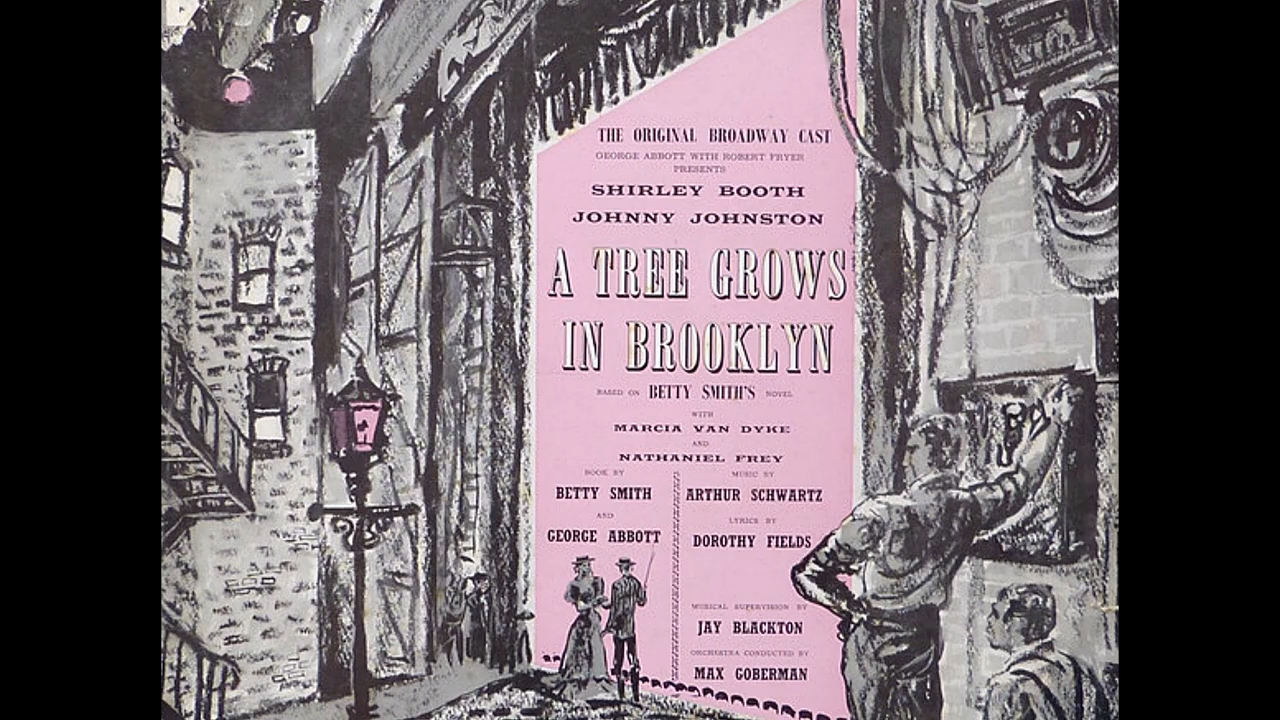 THE ORIGINAL BROADWAY CAST
GEORGE ABBOTT WITH ROBERT FRYER
PRESENTS
SHIRLEY BOOTH
JOHNNY JOHNSTON
A TREE GROWS
IN BROOKLYN
BASED ON BETTY SMITH'S NOVEL
WITH
MARCIA VAN DYKE
AND
NATHANIEL FREY
BOOK BY
BETTY SMITH
AND
GEORGE ABBOTT
MUSIC BY
ARTHUR SCHWARTZ
LYRICS BY
DOROTHY FIELDS
MUSICAL SUPERVISION BY
JAY BLACKTON
ORCHESTRA CONDUCTED BY
MAX GOBERMAN